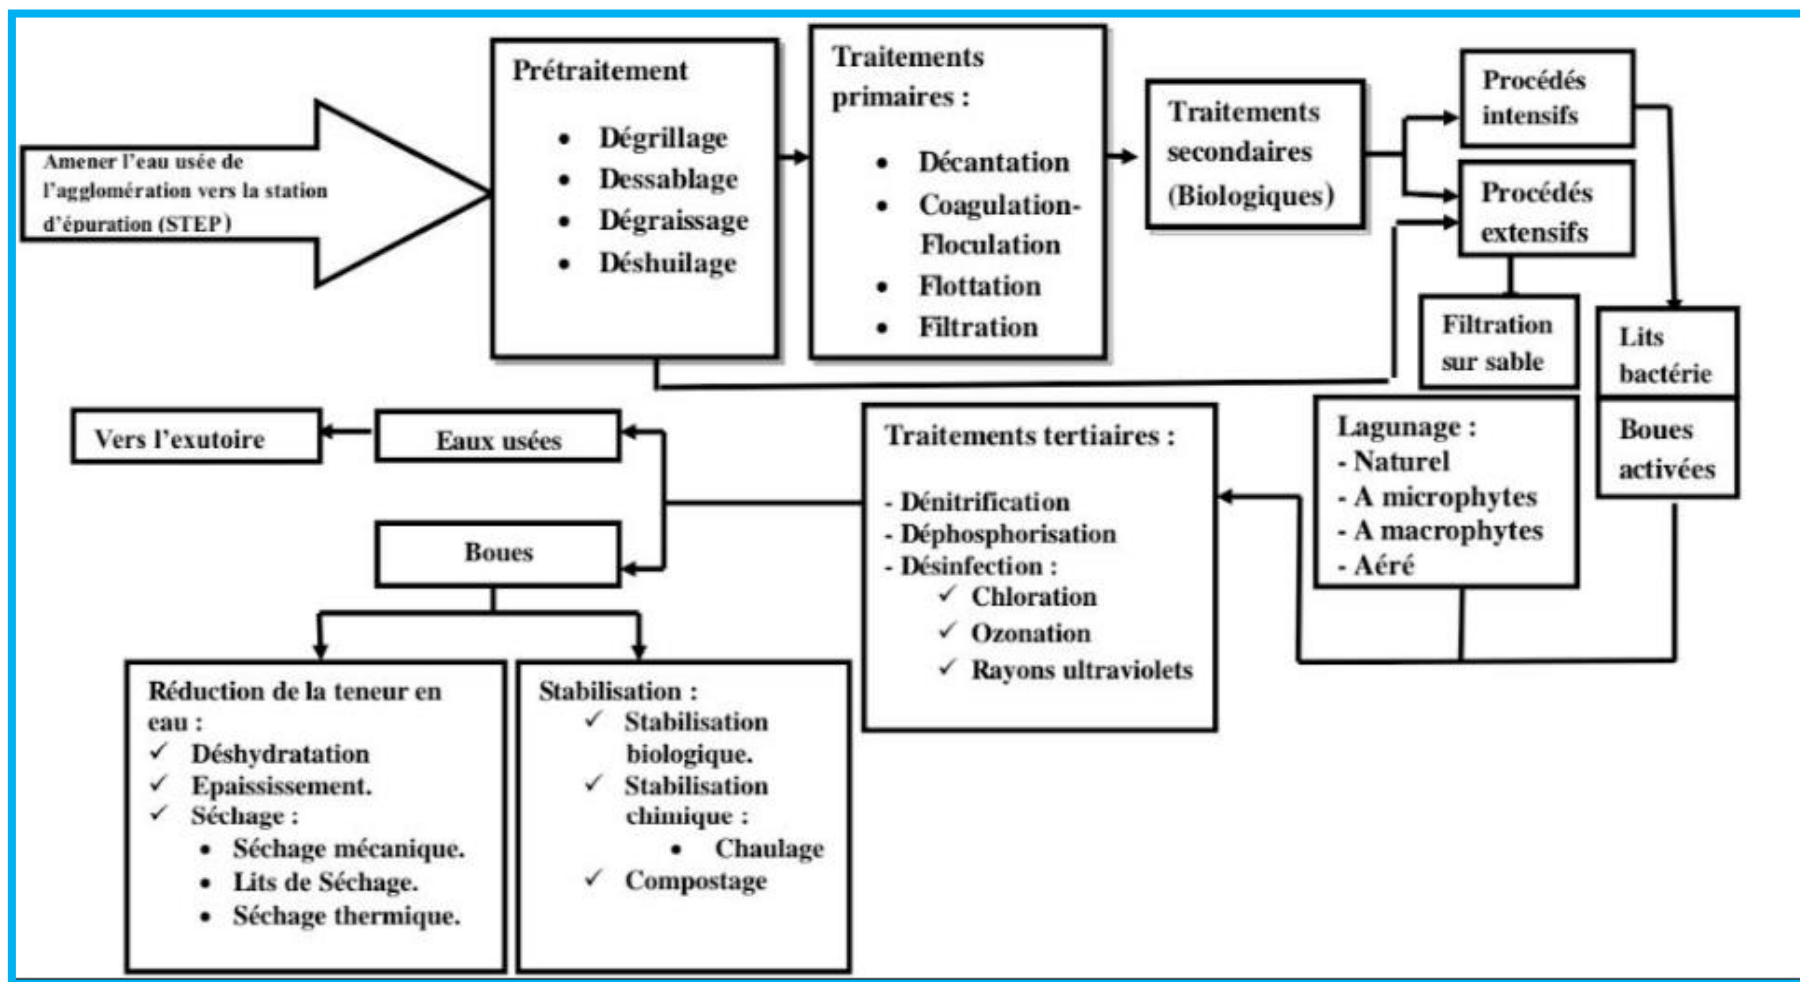 Amener l'eau usée de
l'agglomération vers la station
d'épuration (STEP)
Prétraitement
• Dégrillage
• Dessablage
• Dégraissage
• Déshuilage
Traitements
primaires :
• Décantation
• Coagulation-
Floculation
• Flottation
• Filtration
Traitements
secondaires
(Biologiques)
Procédés
intensifs
Procédés
extensifs
Filtration
sur sable
Lits
bactérie
Boues
activées
Lagunage :
- Naturel
- A microphytes
- A macrophytes
- Aéré
Traitements tertiaires :
- Dénitrification
- Déphosphorisation
- Désinfection :
✓ Chloration
✓ Ozonation
✓ Rayons ultraviolets
Eaux usées
Vers l'exutoire
Boues
Réduction de la teneur en
eau :
✓ Déshydratation
✓ Epaississement.
✓ Séchage :
• Séchage mécanique.
• Lits de Séchage.
• Séchage thermique.
Stabilisation :
✓ Stabilisation
biologique.
✓ Stabilisation
chimique :
• Chaulage
✓ Compostage